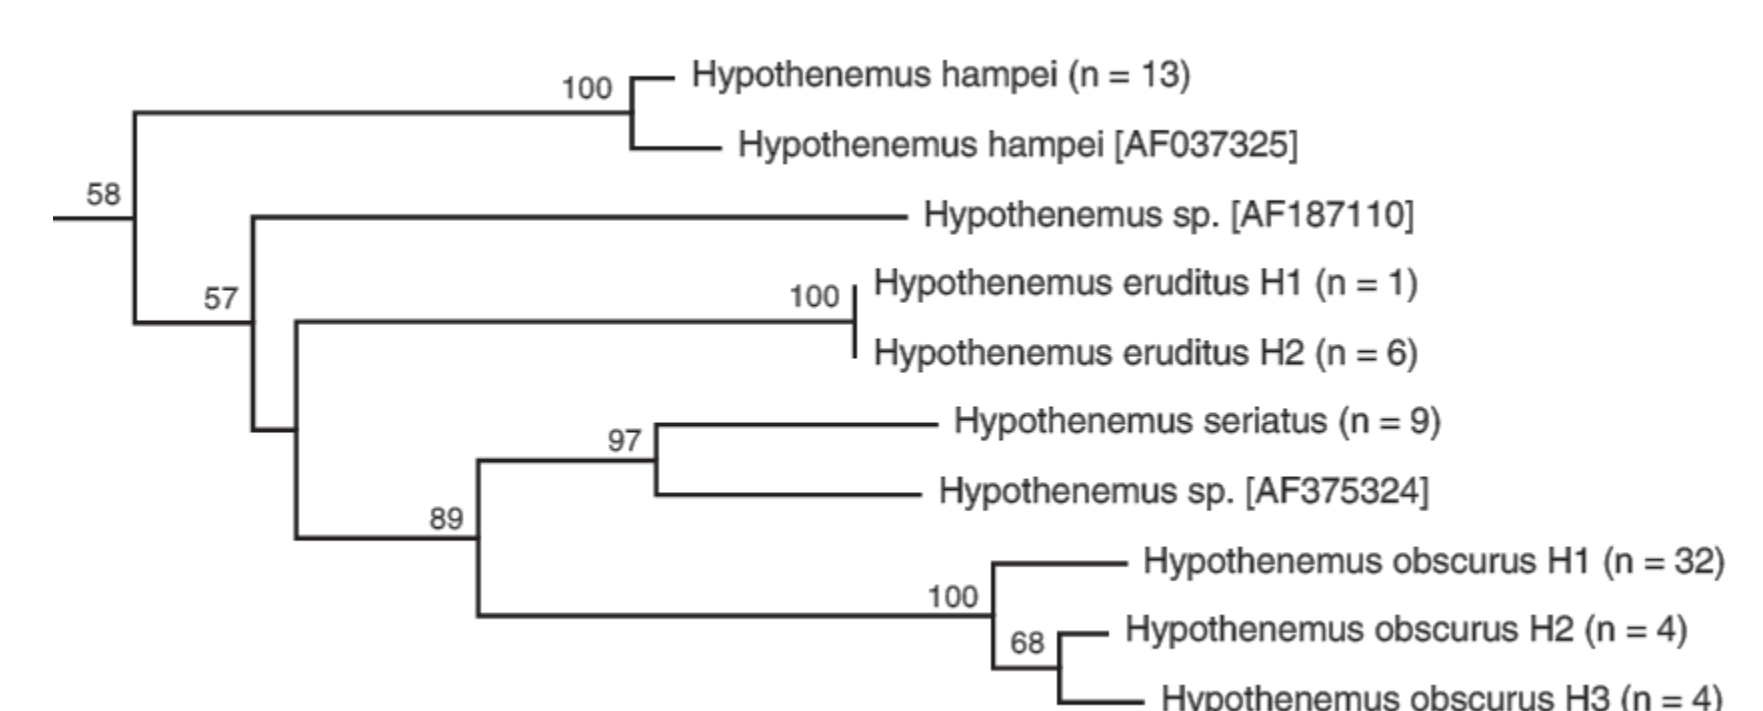 100 Hypothenemus hampei (n = 13)
Hypothenemus hampei [AF037325]
58
Hypothenemus sp. [AF187110]
57
100 Hypothenemus eruditus H1 (n = 1)
Hypothenemus eruditus H2 (n = 6)
97 Hypothenemus seriatus (n = 9)
Hypothenemus sp. [AF375324]
89
Hypothenemus obscurus H1 (n = 32)
100
68 Hypothenemus obscurus H2 (n = 4)
Hypothenemus obscurus H3 (n = 4)